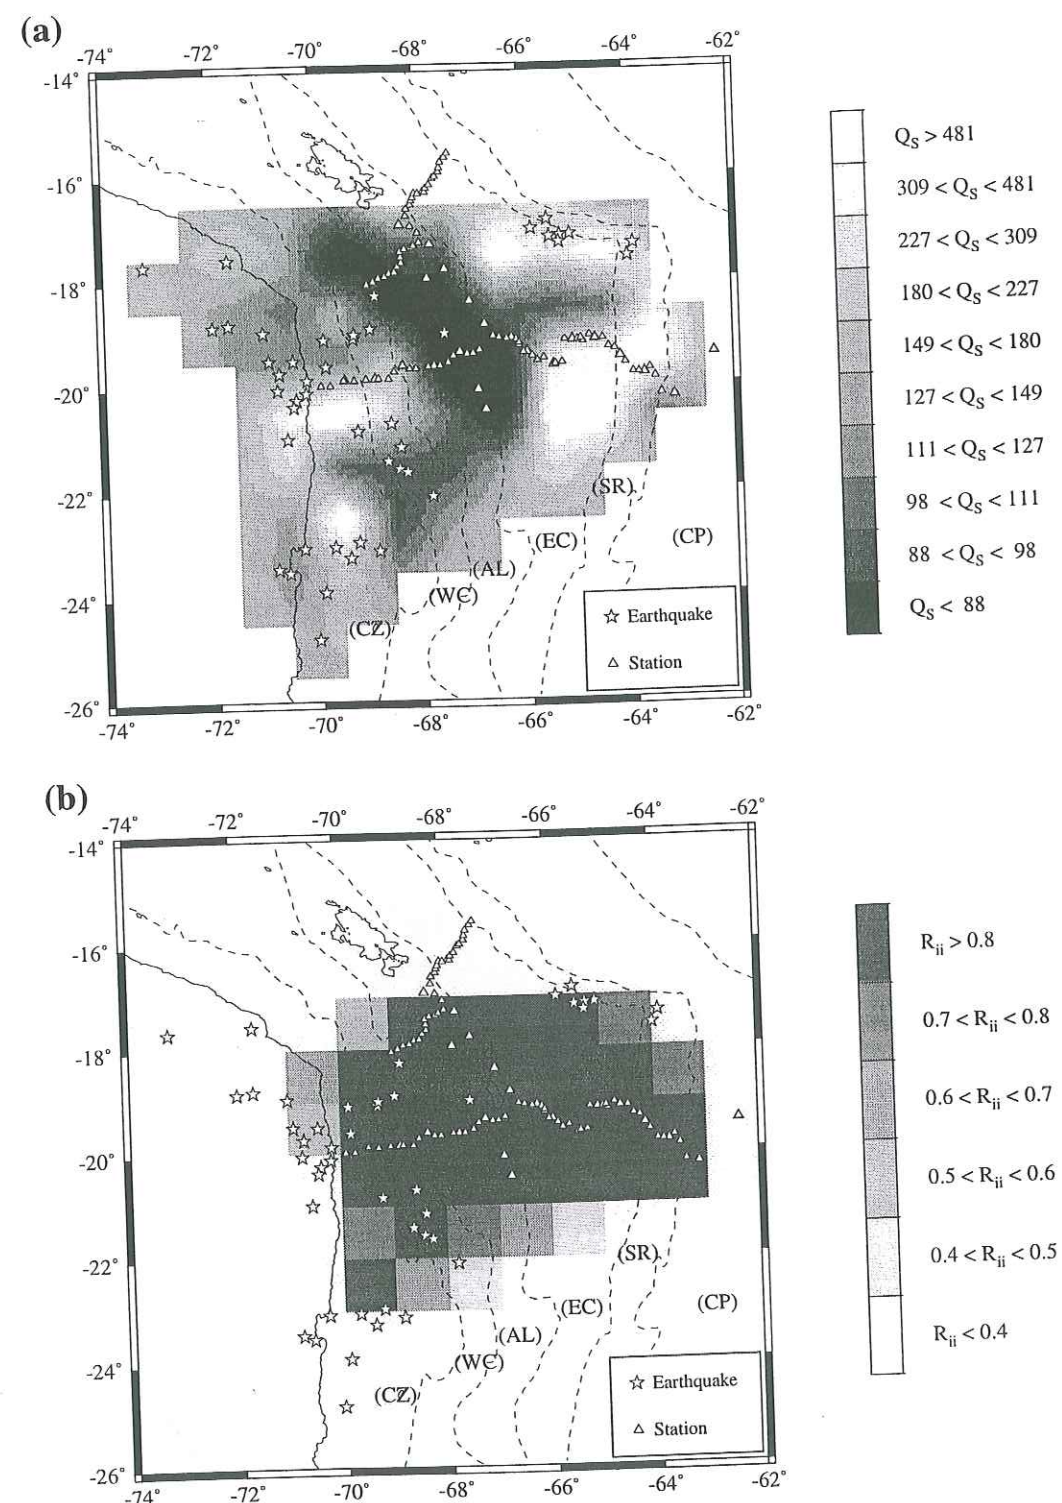 (a)
-74° -72° -70° -68° -66° -64° -62°
-14°
-16°
-18°
-20°
-22°
-24°
-26°
-74° -72° -70° -68° -66° -64° -62°
(SR)
(CP)
(EC)
(AL)
(WC)
(CZ)
Earthquake
Station
Q_S > 481
309 < Q_S < 481
227 < Q_S < 309
180 < Q_S < 227
149 < Q_S < 180
127 < Q_S < 149
111 < Q_S < 127
98 < Q_S < 111
88 < Q_S < 98
Q_S < 88
(b)
-74° -72° -70° -68° -66° -64° -62°
-14°
-16°
-18°
-20°
-22°
-24°
-26°
-74° -72° -70° -68° -66° -64° -62°
(SR)
(CP)
(EC)
(AL)
(WC)
(CZ)
Earthquake
Station
R_ii > 0.8
0.7 < R_ii < 0.8
0.6 < R_ii < 0.7
0.5 < R_ii < 0.6
0.4 < R_ii < 0.5
R_ii < 0.4